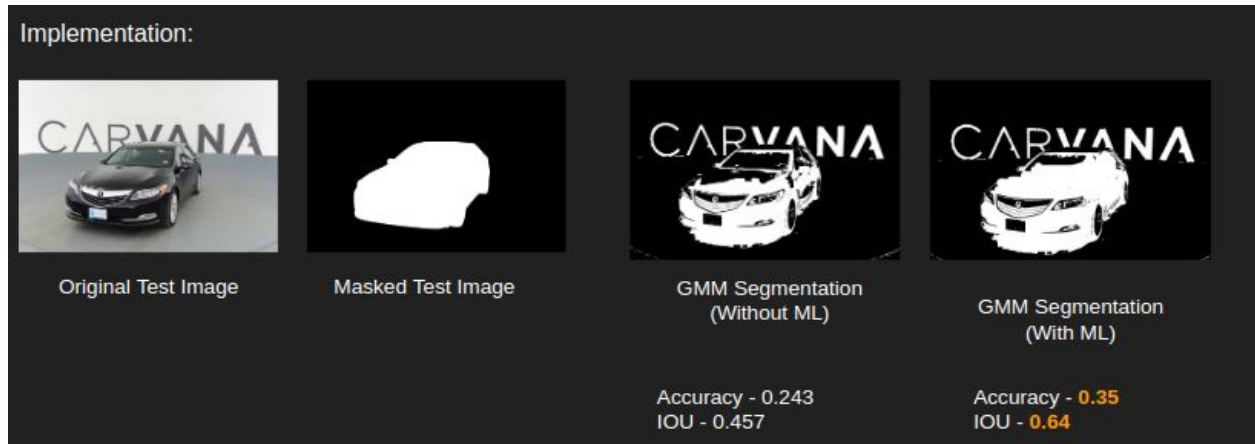 Implementation:
CARVANA
CARVANA
CARVANA
Original Test Image
Masked Test Image
GMM Segmentation
(Without ML)
GMM Segmentation
(With ML)
Accuracy - 0.243
IOU - 0.457
Accuracy - 0.35
IOU - 0.64